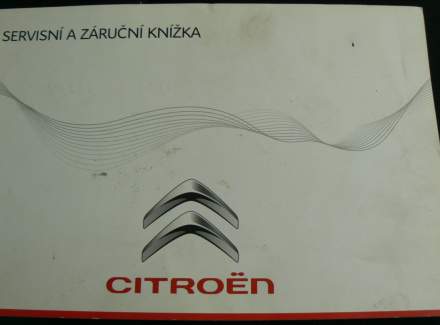 SERVISNÍ A ZÁRUČNÍ KNÍŽKA
CITROËN